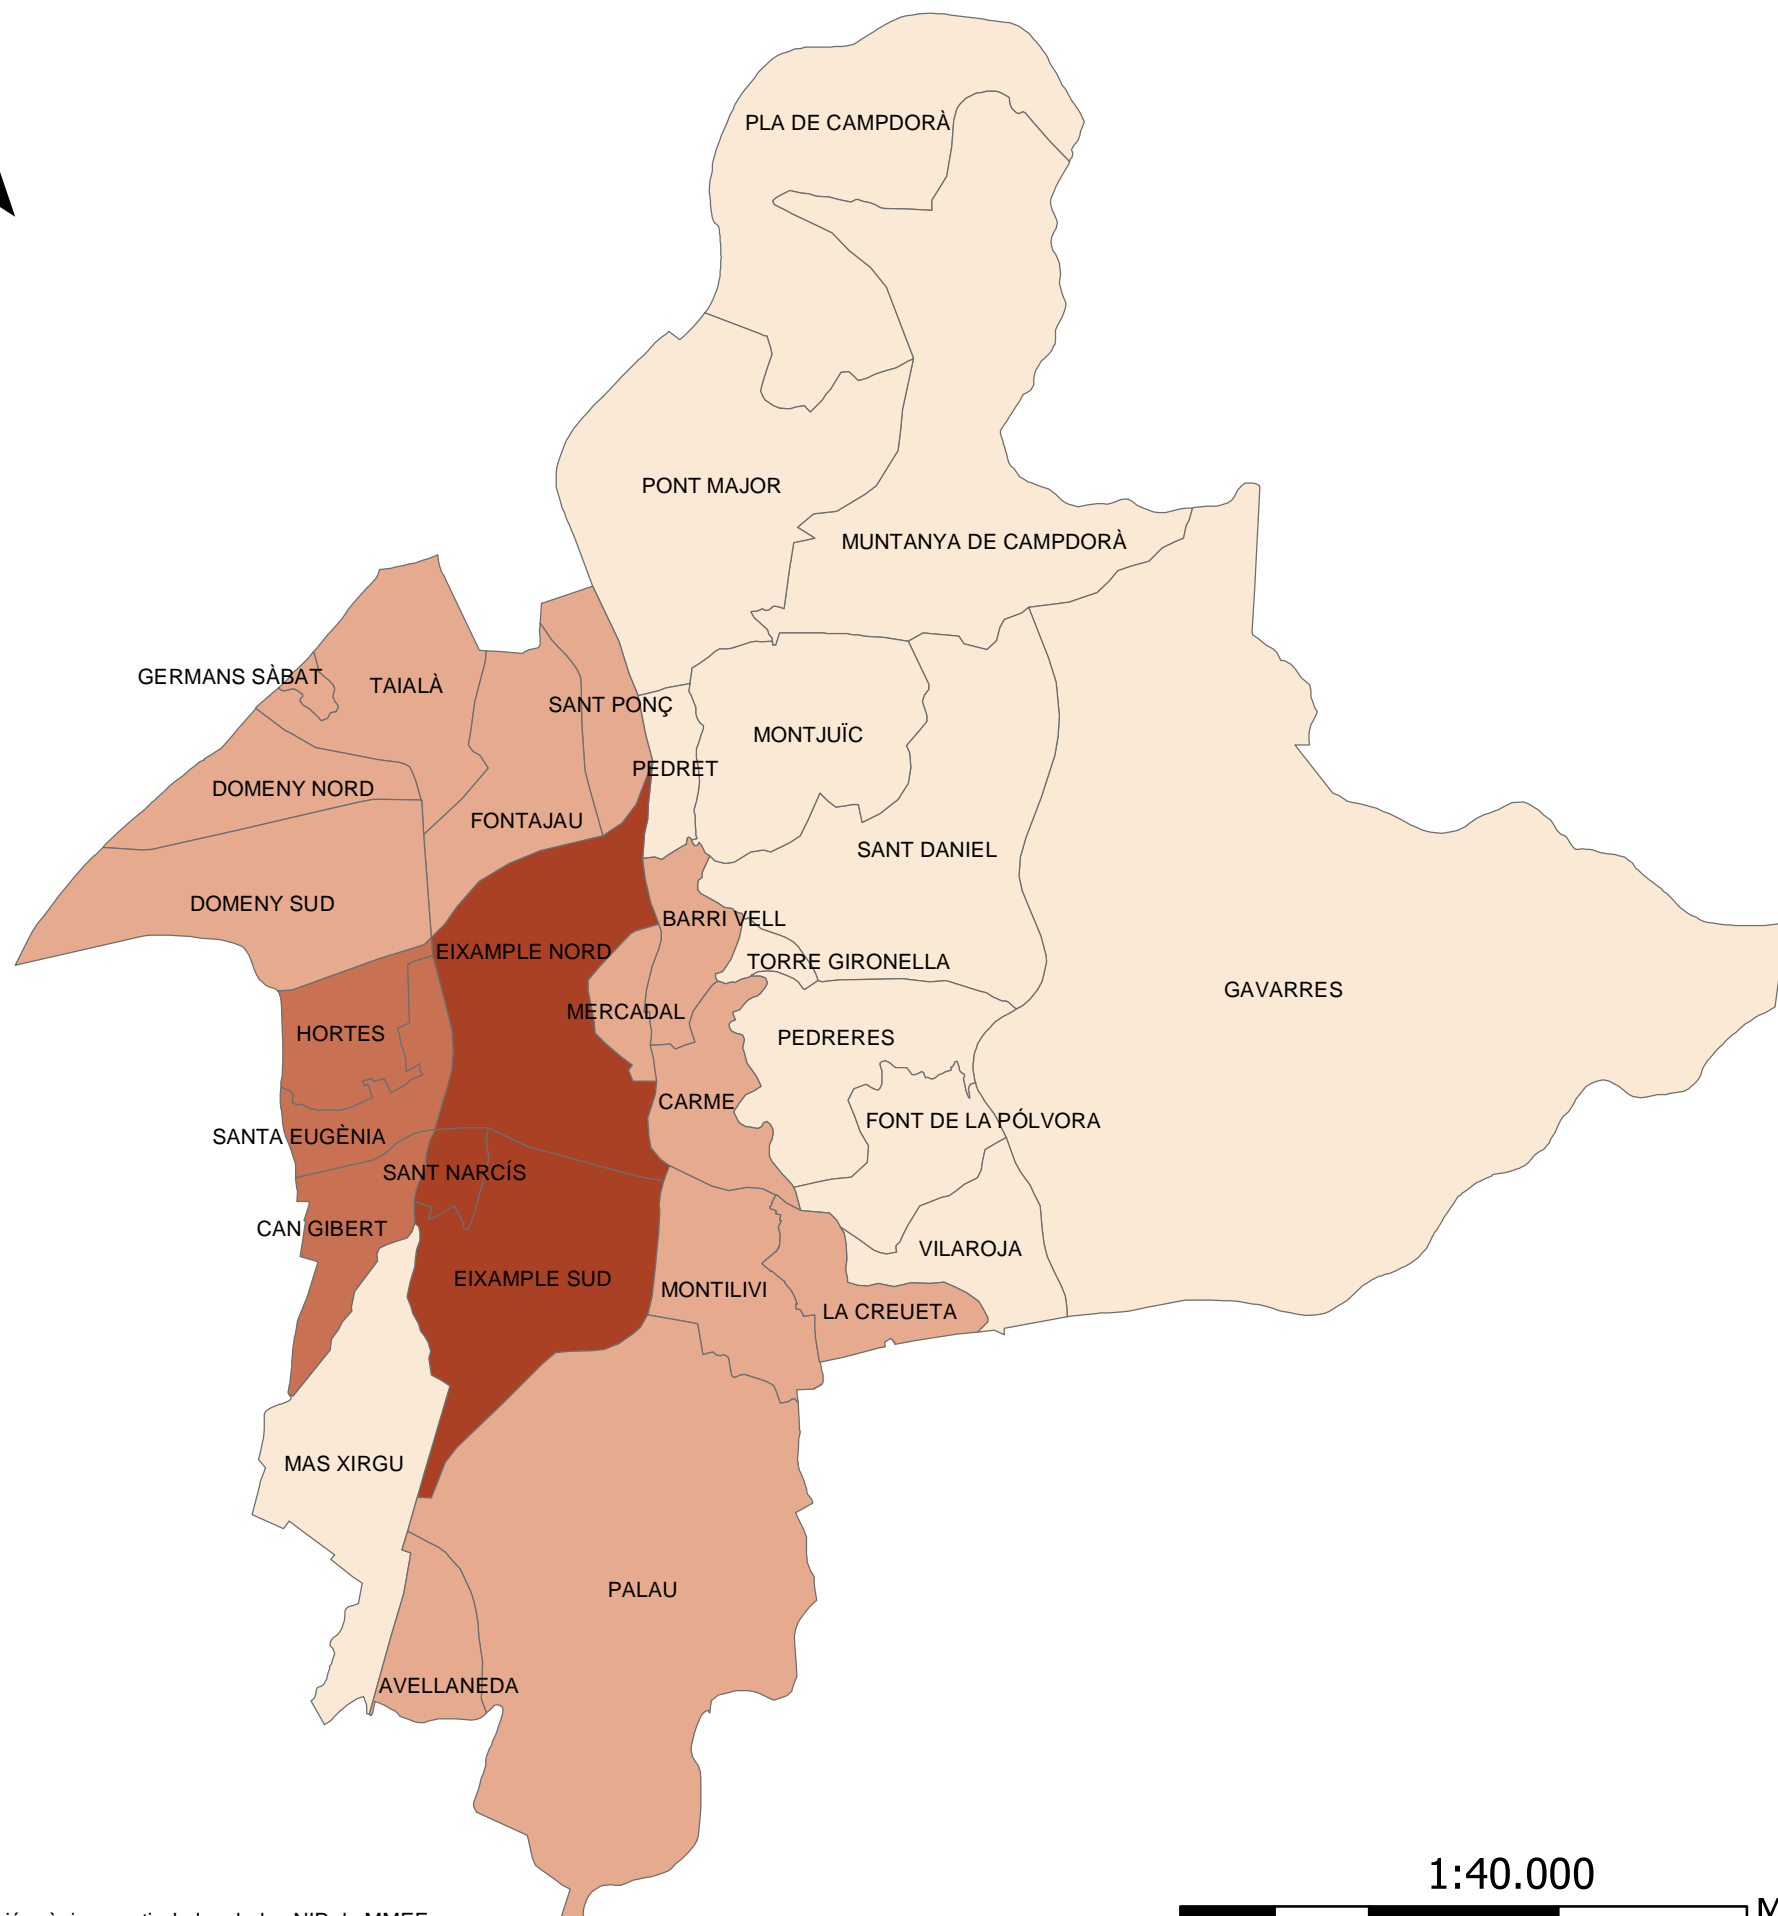 PLA DE CAMPDORÀ
PONT MAJOR
MUNTANYA DE CAMPDORÀ
GERMANS SÀBAT
TAIALÀ
SANT PONÇ
MONTJUÏC
PEDRET
DOMENY NORD
FONTAJAU
SANT DANIEL
DOMENY SUD
BARRI VELL
EIXAMPLE NORD
TORRE GIRONELLA
GAVARRES
MERCADAL
HORTES
PEDRERES
CARME
FONT DE LA PÓLVORA
SANTA EUGÈNIA
SANT NARCÍS
CAN GIBERT
VILAROJA
EIXAMPLE SUD
MONTILIVI
LA CREUETA
MAS XIRGU
PALAU
AVELLANEDA
1:40.000